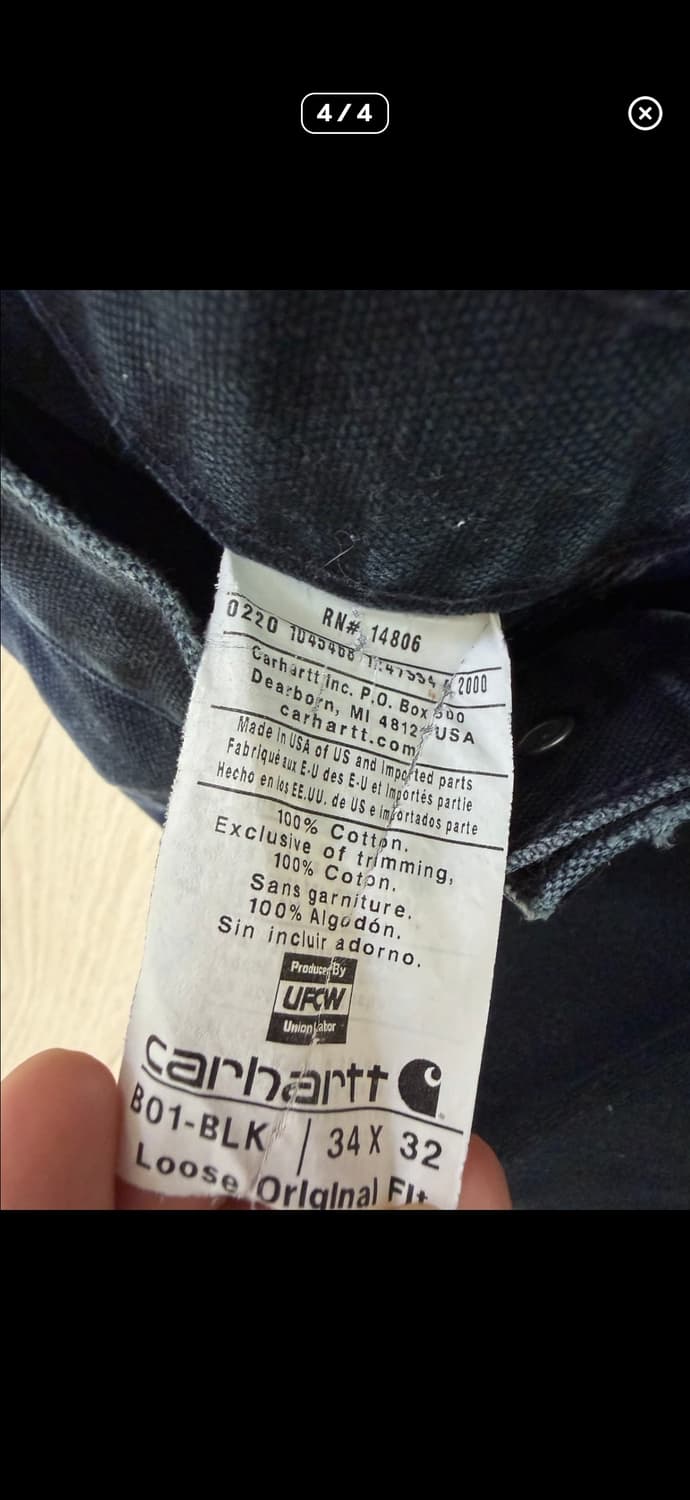 4/4
RN# 14806
0220 2000
Carhartt Inc. P.O. Box
Dearborn, MI USA
carhartt.com
Made in USA of US and Imported parts
Fabriqué aux E-U des E-U et Importés partie
Hecho en los EE.UU. de US e importados parte
100% Cotton.
Exclusive of trimming,
100% Coton.
Sans garniture.
100% Algodón.
Sin incluir adorno.
Produced By
UFCW
Union Labor
carhartt
B01-BLK | 34 X 32
Loose Original Fit